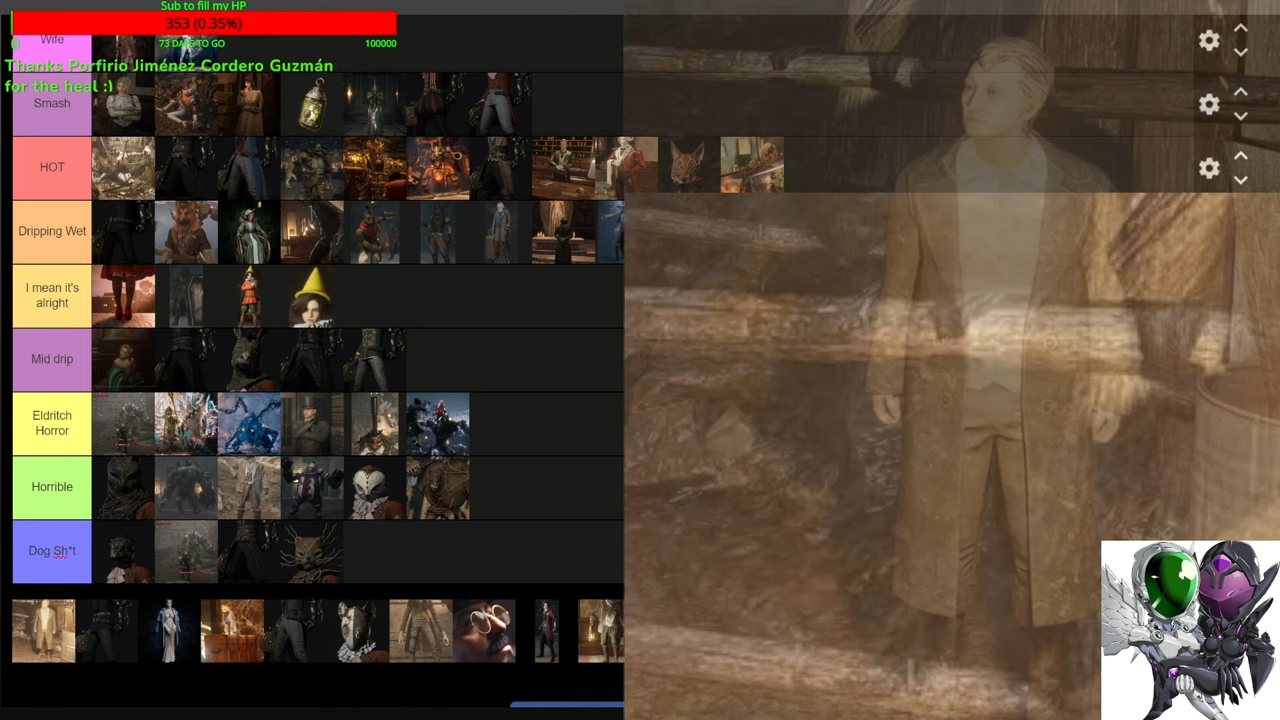 Sub to fill my HP
353 (0.35%)
0
73 DAYS TO GO
100000
Wife
Thanks Porfirio Jiménez Cordero Guzmán
for the heal :)
Smash
HOT
Dripping Wet
I mean it's
alright
Mid drip
Eldritch
Horror
Horrible
Dog Sh*t